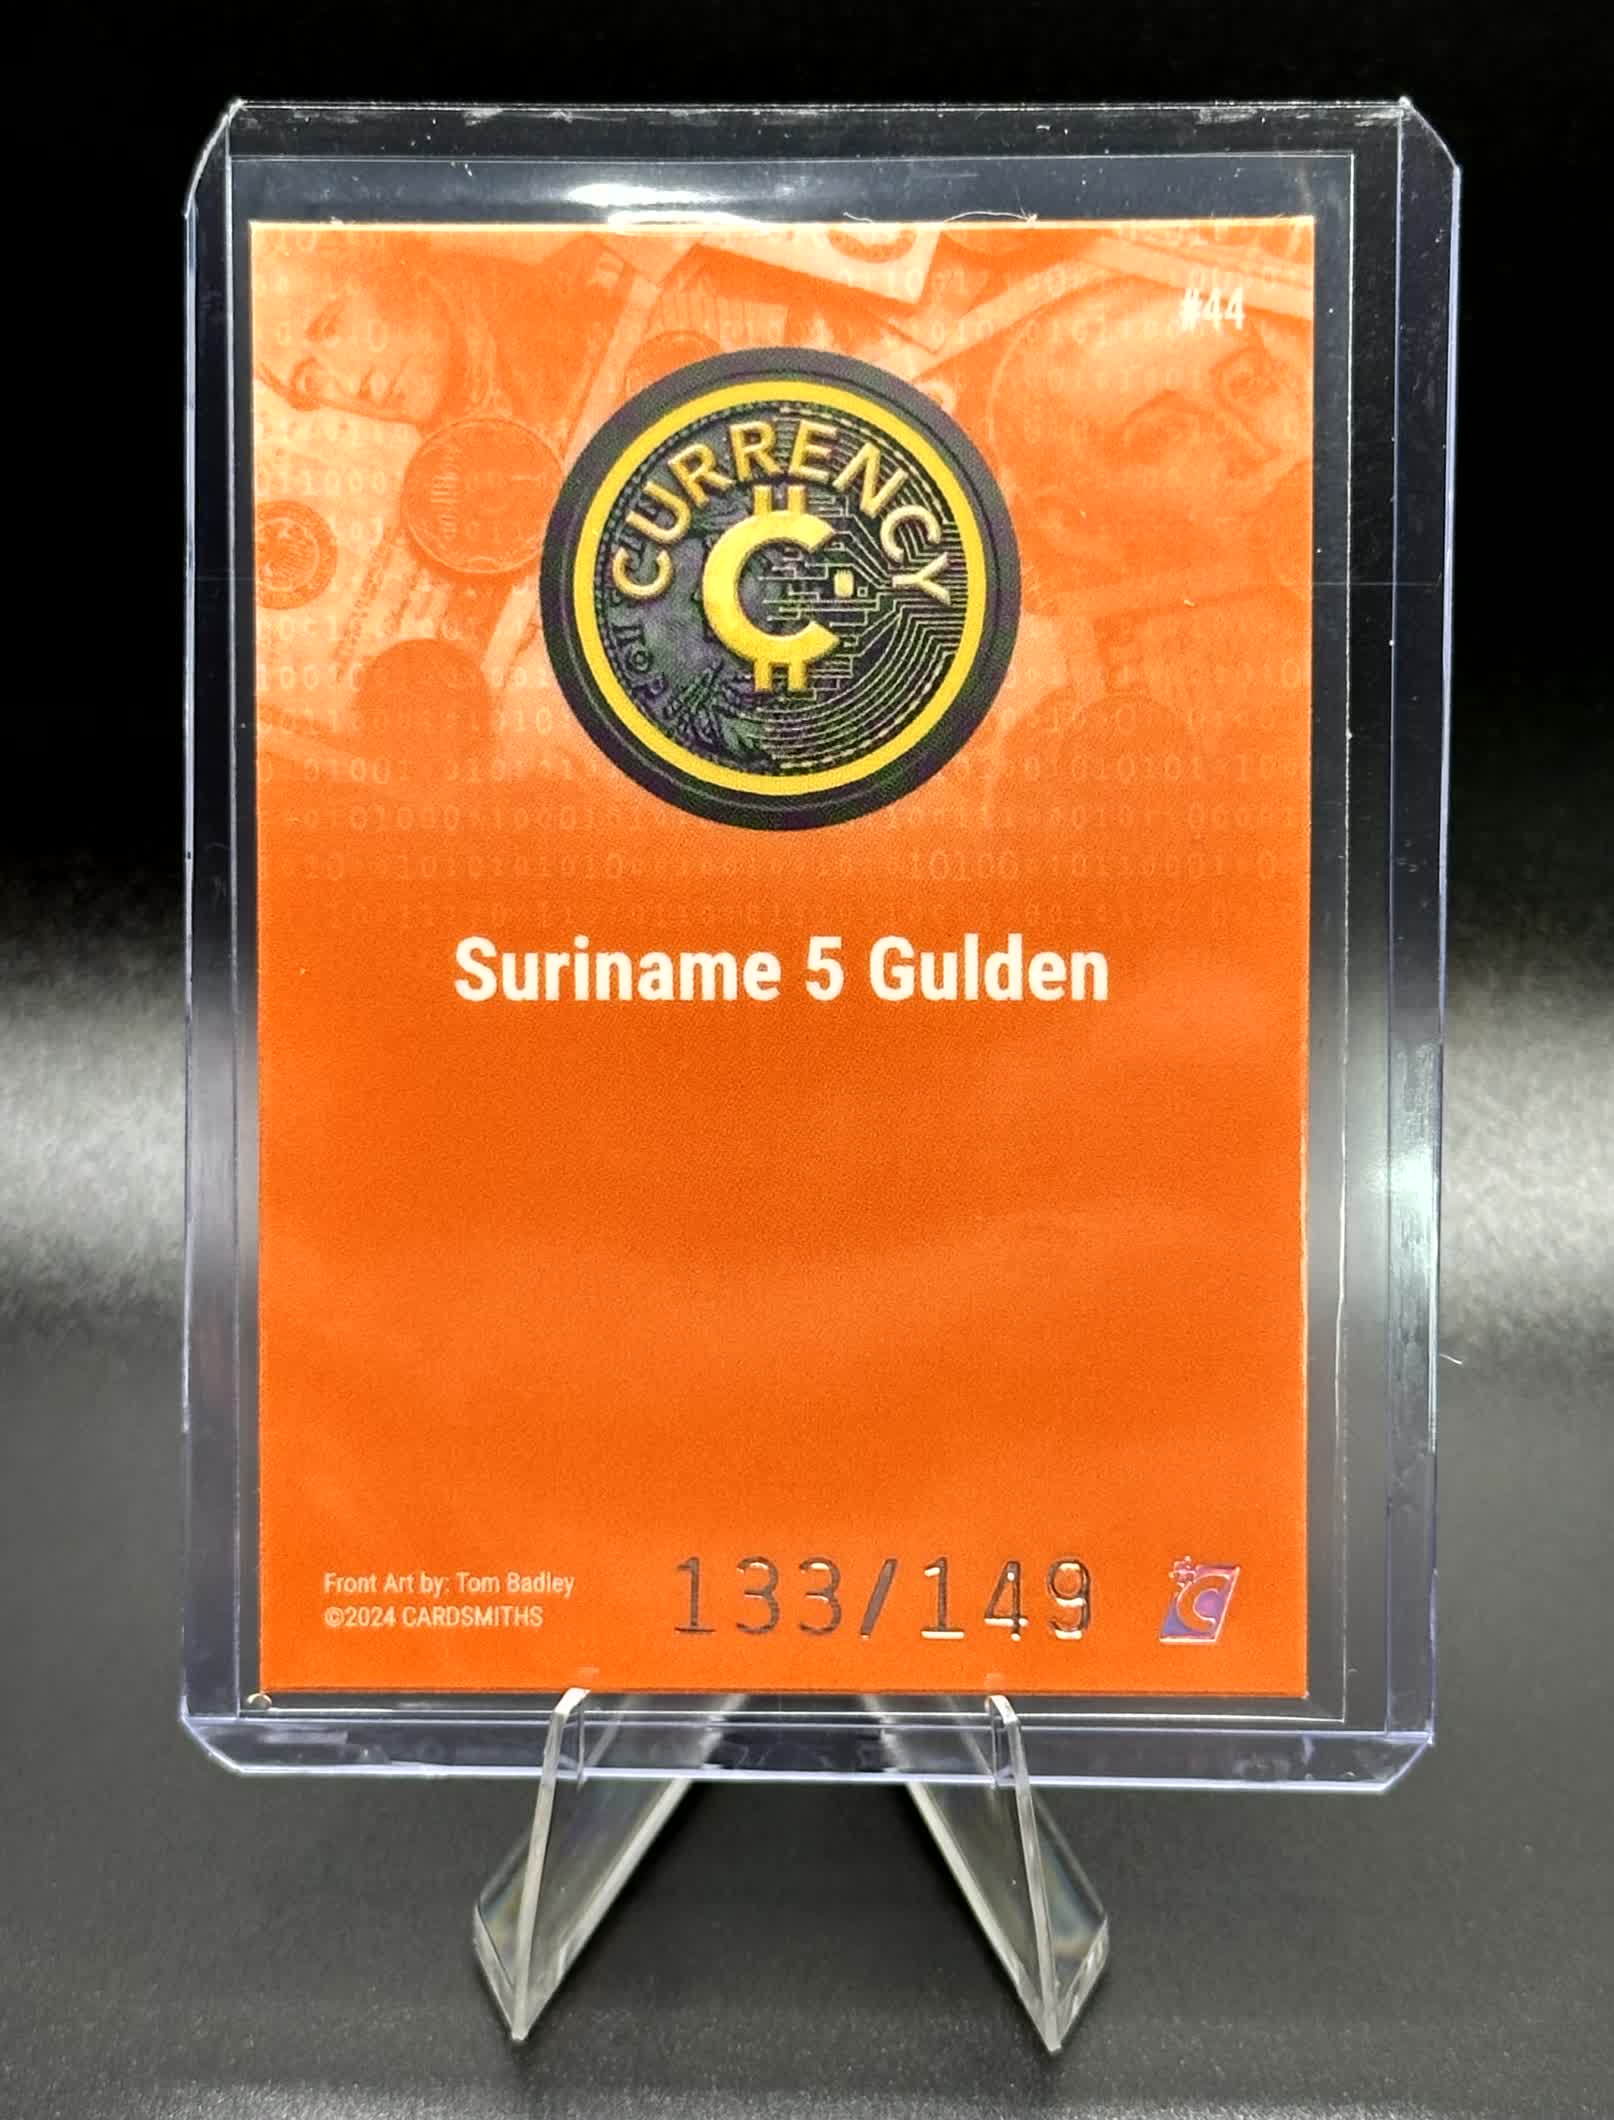 #44
CURRENCY
Suriname 5 Gulden
Front Art by: Tom Badley
©2024 CARDSMITHS
133/149